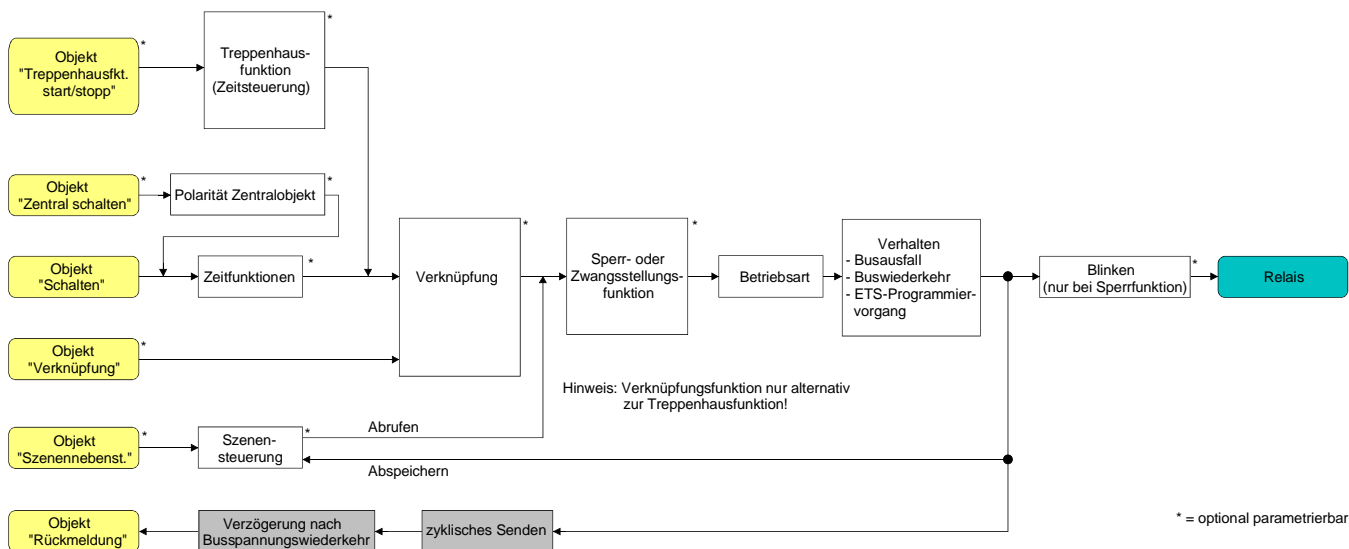 *
*
Objekt
"Treppenhausfkt.
start/stopp"
Treppenhaus-
funktion
(Zeitsteuerung)
*
*
Objekt
"Zentral schalten"
Polarität Zentralobjekt
*
*
Verknüpfung
Sperr- oder
Zwangsstellungs-
funktion
Betriebsart
Verhalten
- Busausfall
- Buswiederkehr
- ETS-Programmier-
vorgang
Blinken
(nur bei Sperrfunktion)
*
Relais
Objekt
"Schalten"
Zeitfunktionen
*
Objekt
"Verknüpfung"
*
Hinweis: Verknüpfungsfunktion nur alternativ
zur Treppenhausfunktion!
Objekt
"Szenennebenst."
*
Szenen-
steuerung
*
Abrufen
Abspeichern
Objekt
"Rückmeldung"
Verzögerung nach
Busspannungswiederkehr
zyklisches Senden
* = optional parametrierbar